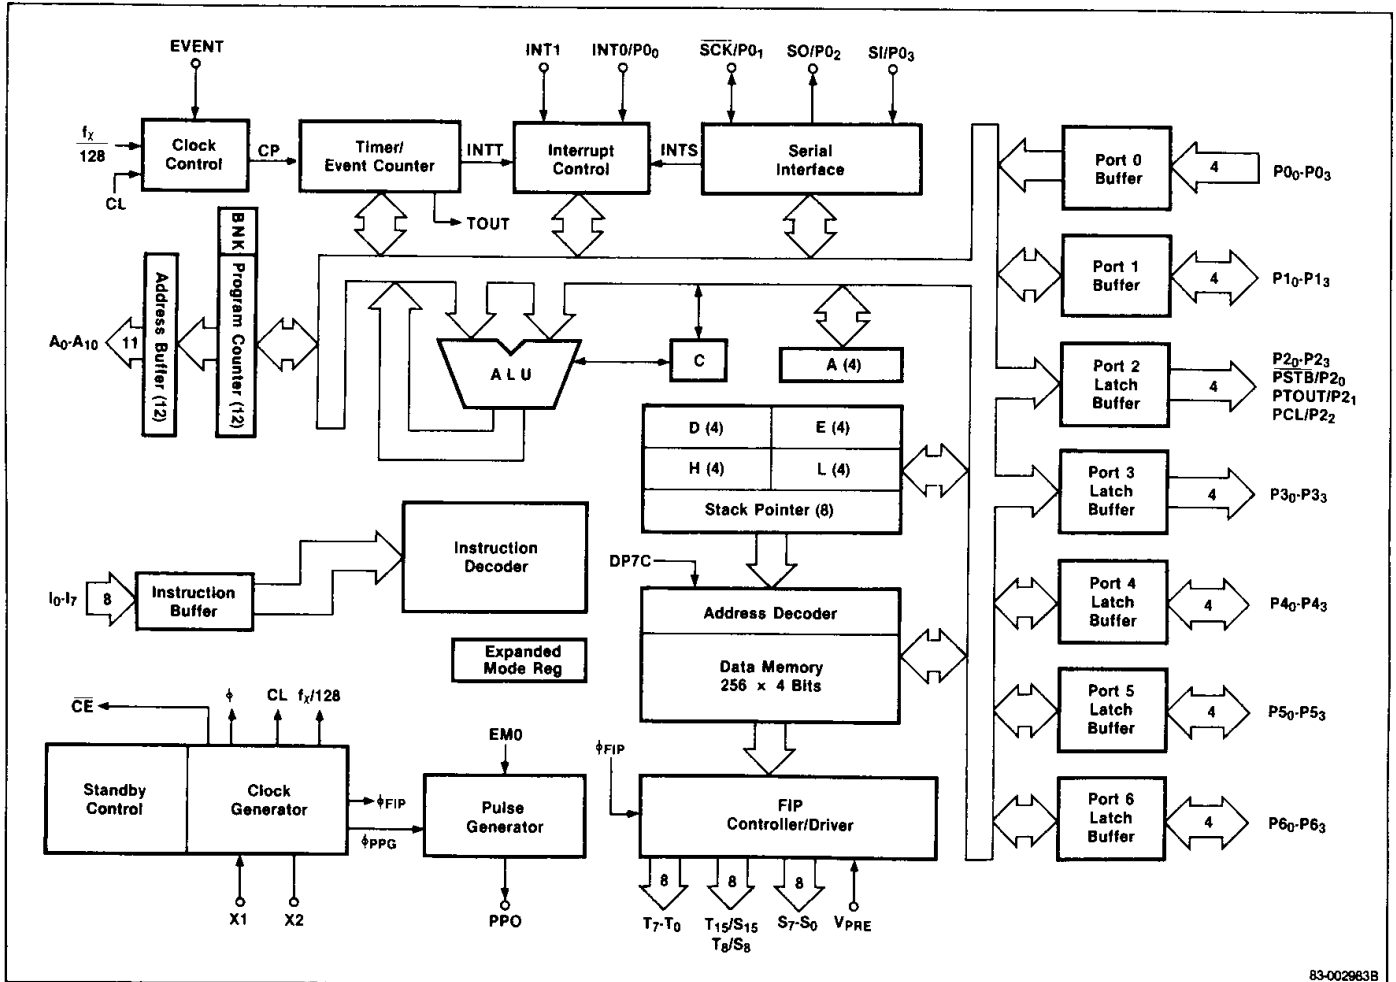 EVENT
INT1
INT0/P0₀
SCK/P0₁
SO/P0₂
SI/P0₃
fχ
128
CL
Clock
Control
CP
Timer/
Event Counter
INTT
Interrupt
Control
INTS
Serial
Interface
TOUT
Port 0
Buffer
4
P0₀-P0₃
BNK
Program Counter (12)
Address Buffer (12)
11
A₀-A₁₀
Port 1
Buffer
4
P1₀-P1₃
ALU
C
A (4)
Port 2
Latch
Buffer
4
P2₀-P2₃
PSTB/P2₀
PTOUT/P2₁
PCL/P2₂
D (4)
E (4)
H (4)
L (4)
Stack Pointer (8)
Port 3
Latch
Buffer
4
P3₀-P3₃
I₀-I₇
8
Instruction
Buffer
Instruction
Decoder
DP7C
Address Decoder
Data Memory
256 × 4 Bits
Port 4
Latch
Buffer
4
P4₀-P4₃
Expanded
Mode Reg
Port 5
Latch
Buffer
4
P5₀-P5₃
CE
ϕ
CL
fχ/128
Standby
Control
Clock
Generator
ϕFIP
ϕPPG
X1
X2
EM0
Pulse
Generator
PPO
ϕFIP
FIP
Controller/Driver
8
8
8
T₇-T₀
T₁₅/S₁₅
T₈/S₈
S₇-S₀
VPRE
Port 6
Latch
Buffer
4
P6₀-P6₃
83-002983B